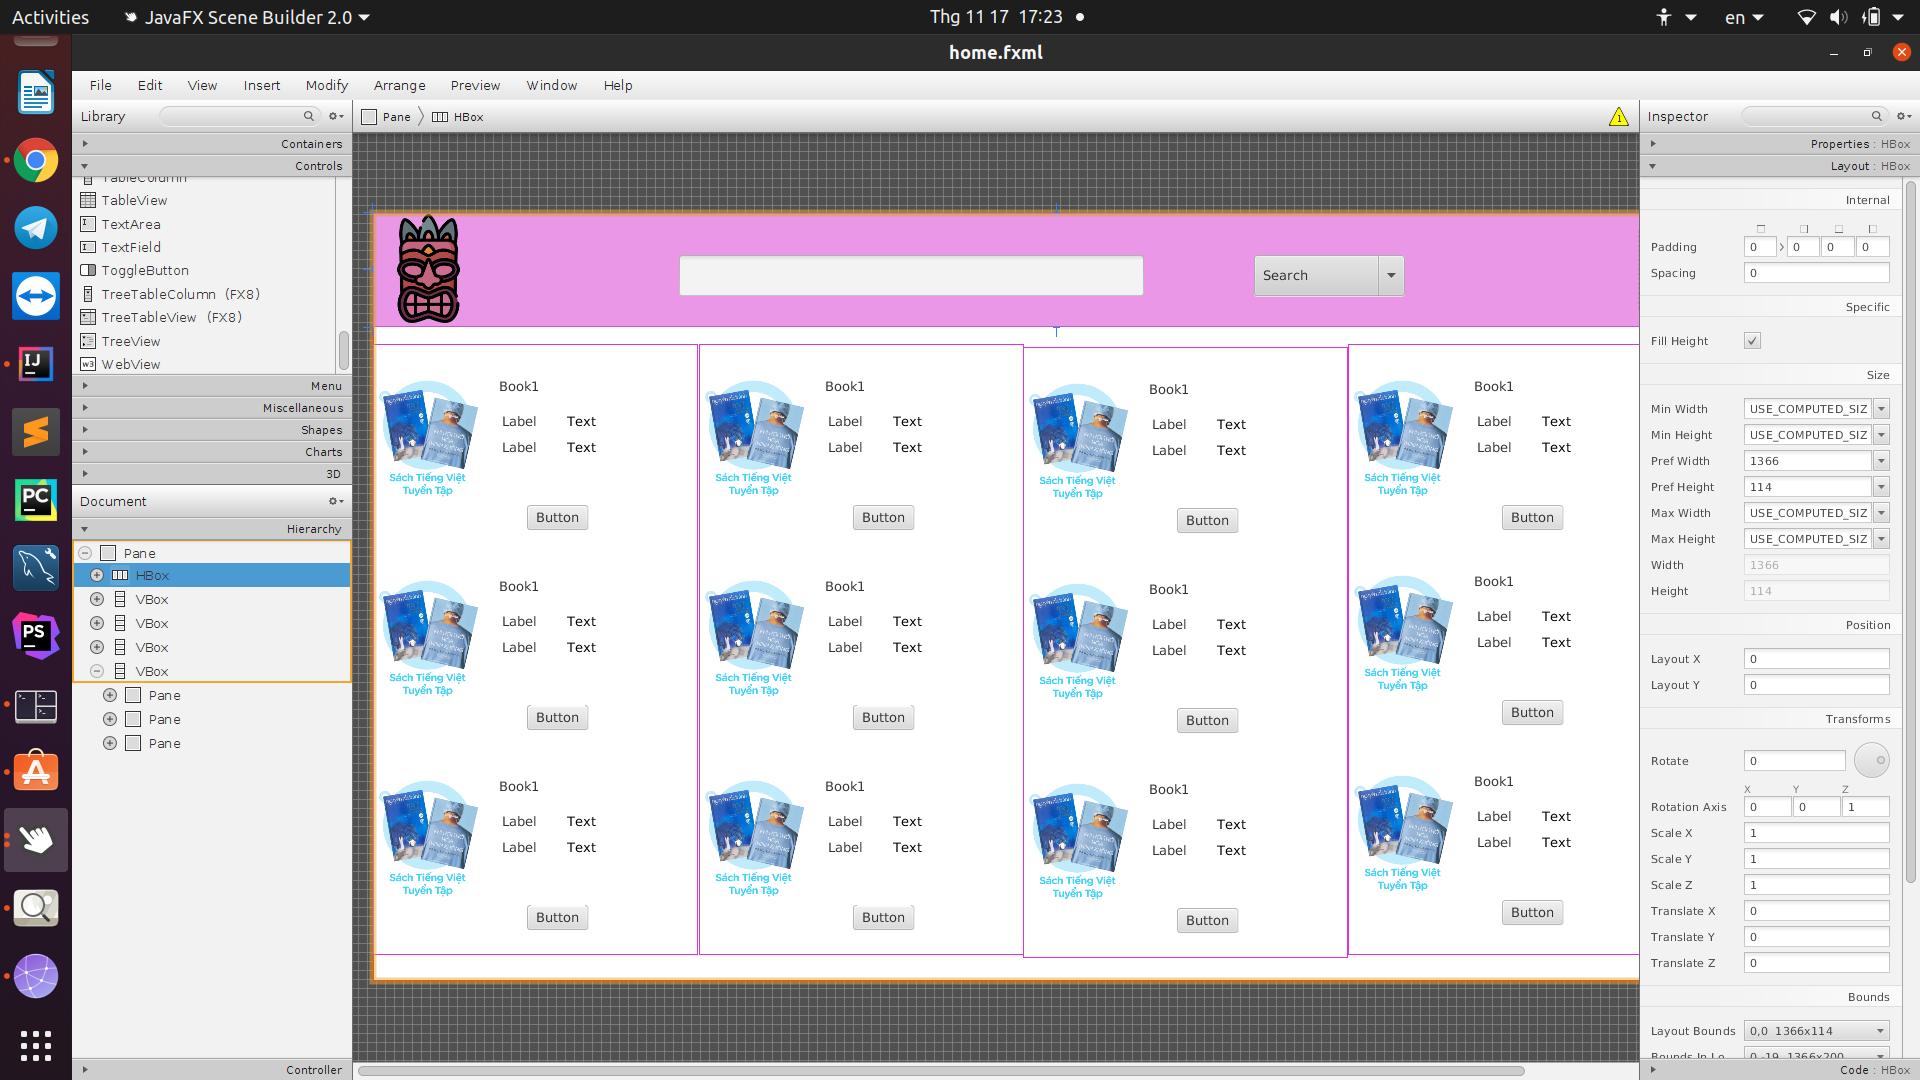 Activities JavaFX Scene Builder 2.0 Thg 11 17 17:23 en
home.fxml
File Edit View Insert Modify Arrange Preview Window Help
Library
Containers
Controls
TableColumn
TableView
TextArea
TextField
ToggleButton
TreeTableColumn (FX8)
TreeTableView (FX8)
TreeView
WebView
Menu
Miscellaneous
Shapes
Charts
3D
Document
Hierarchy
Pane
HBox
VBox
VBox
VBox
VBox
Pane
Pane
Pane
Controller
Pane HBox
1
Search
Book1 Book1 Book1 Book1
Label Text Label Text Label Text Label Text
Label Text Label Text Label Text Label Text
Sách Tiếng Việt Sách Tiếng Việt Sách Tiếng Việt Sách Tiếng Việt
Tuyển Tập Tuyển Tập Tuyển Tập Tuyển Tập
Button Button Button Button
Book1 Book1 Book1 Book1
Label Text Label Text Label Text Label Text
Label Text Label Text Label Text Label Text
Sách Tiếng Việt Sách Tiếng Việt Sách Tiếng Việt Sách Tiếng Việt
Tuyển Tập Tuyển Tập Tuyển Tập Tuyển Tập
Button Button Button Button
Book1 Book1 Book1 Book1
Label Text Label Text Label Text Label Text
Label Text Label Text Label Text Label Text
Sách Tiếng Việt Sách Tiếng Việt Sách Tiếng Việt Sách Tiếng Việt
Tuyển Tập Tuyển Tập Tuyển Tập Tuyển Tập
Button Button Button Button
Inspector
Properties : HBox
Layout : HBox
Internal
Padding 0 0 0 0
Spacing 0
Specific
Fill Height
Size
Min Width USE_COMPUTED_SIZ
Min Height USE_COMPUTED_SIZ
Pref Width 1366
Pref Height 114
Max Width USE_COMPUTED_SIZ
Max Height USE_COMPUTED_SIZ
Width 1366
Height 114
Position
Layout X 0
Layout Y 0
Transforms
Rotate 0
X Y Z
Rotation Axis 0 0 1
Scale X 1
Scale Y 1
Scale Z 1
Translate X 0
Translate Y 0
Translate Z 0
Bounds
Layout Bounds 0,0 1366x114
Bounds In Lo 0,-19 1366x200
Code : HBox